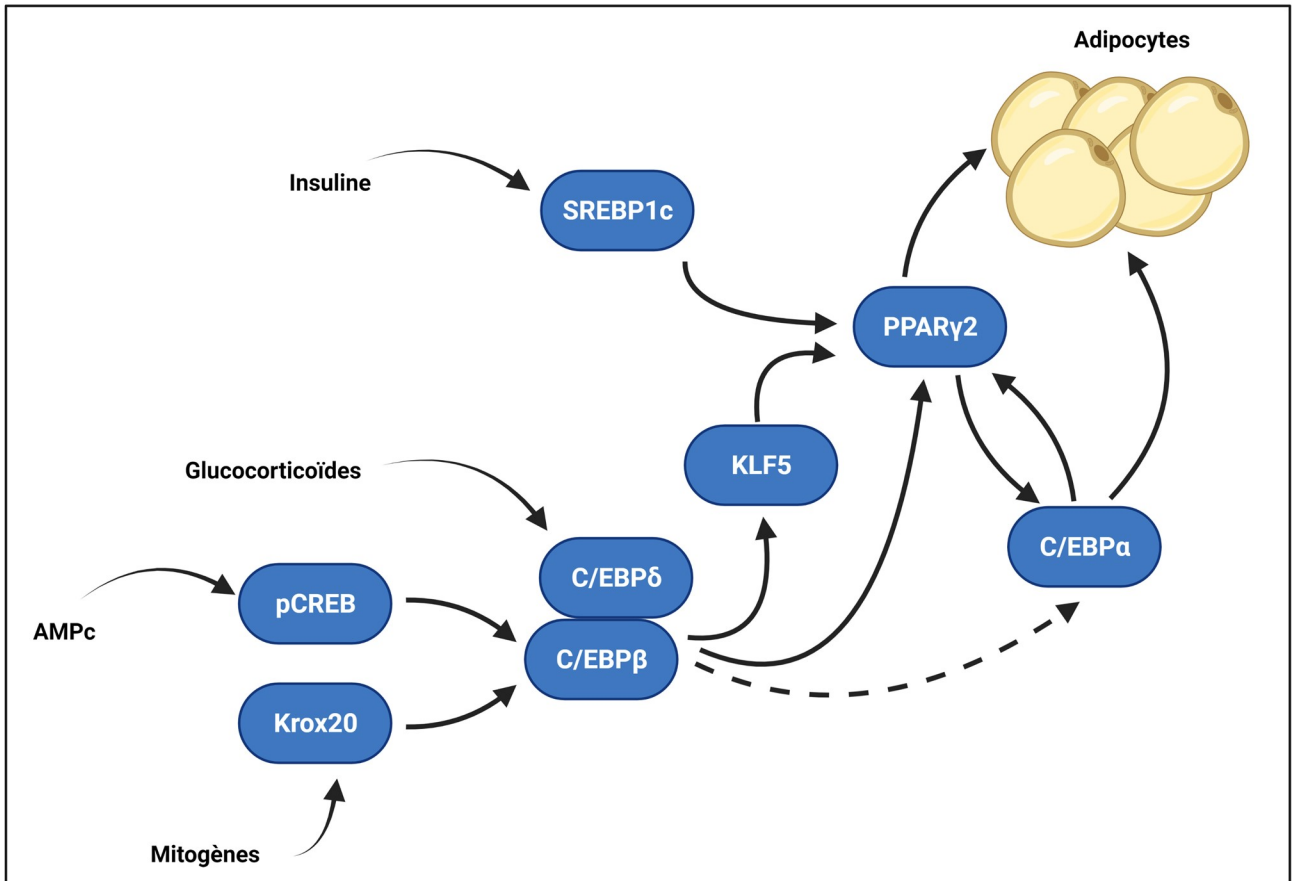 Adipocytes
Insuline
SREBP1c
PPARγ2
KLF5
Glucocorticoïdes
C/EBPα
C/EBPδ
pCREB
AMPc
C/EBPβ
Krox20
Mitogènes